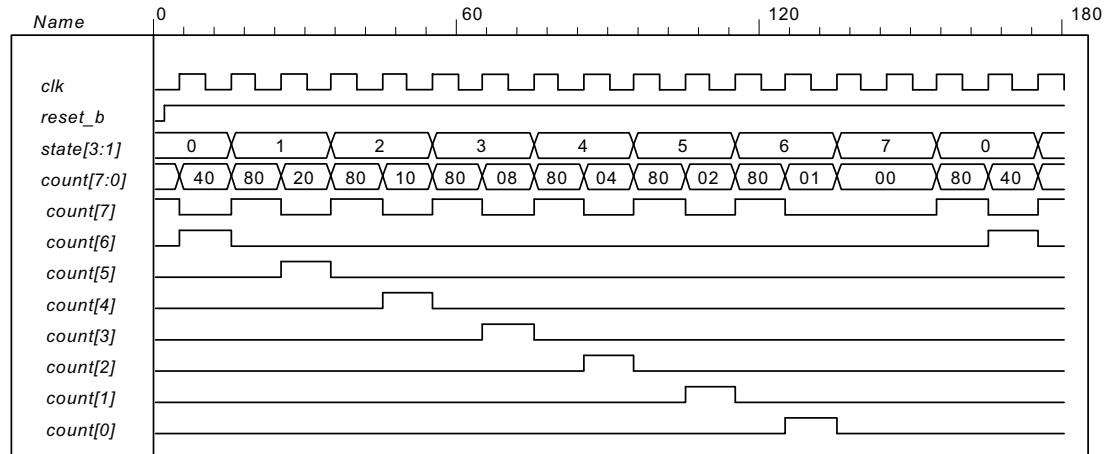 Name 0 60 120 180
clk
reset_b
state[3:1] 0 1 2 3 4 5 6 7 0
count[7:0] 40 80 20 80 10 80 08 80 04 80 02 80 01 00 80 40
count[7]
count[6]
count[5]
count[4]
count[3]
count[2]
count[1]
count[0]